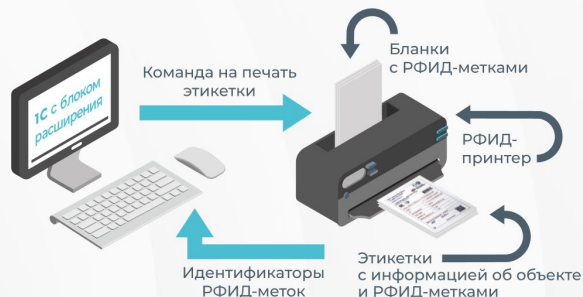 Бланки
с РФИД-метками
Команда на печать
этикетки
1С с блоком
расширения
РФИД-
принтер
Идентификаторы
РФИД-меток
Этикетки
с информацией об объекте
и РФИД-метками